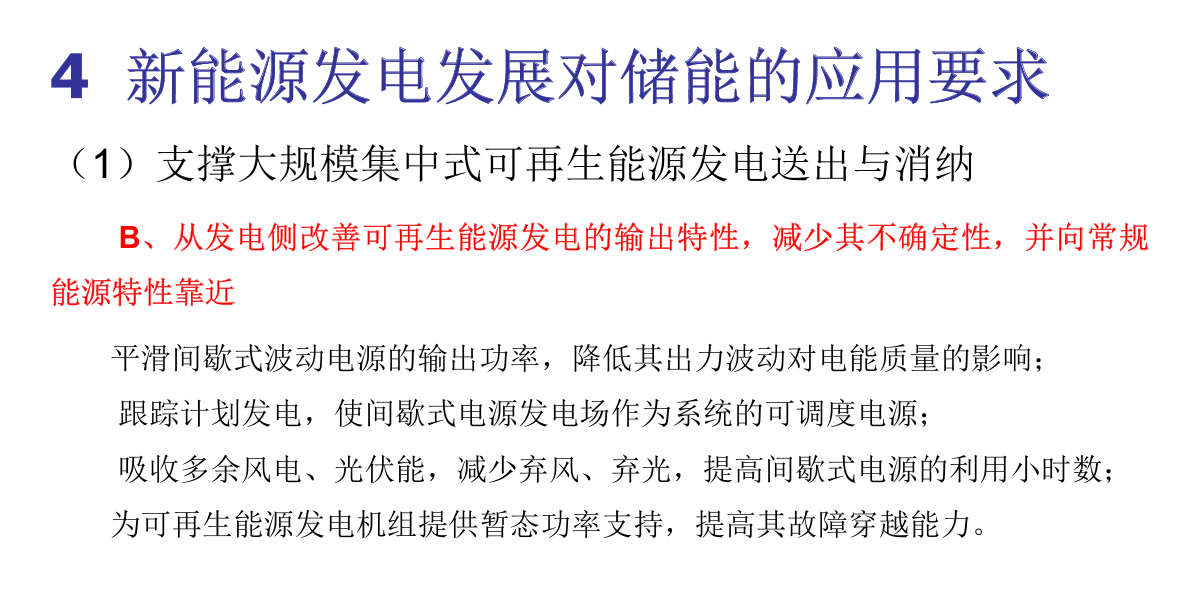 4 新能源发电发展对储能的应用要求
（1）支撑大规模集中式可再生能源发电送出与消纳
B、从发电侧改善可再生能源发电的输出特性，减少其不确定性，并向常规
能源特性靠近
平滑间歇式波动电源的输出功率，降低其出力波动对电能质量的影响；
跟踪计划发电，使间歇式电源发电场作为系统的可调度电源；
吸收多余风电、光伏能，减少弃风、弃光，提高间歇式电源的利用小时数；
为可再生能源发电机组提供暂态功率支持，提高其故障穿越能力。